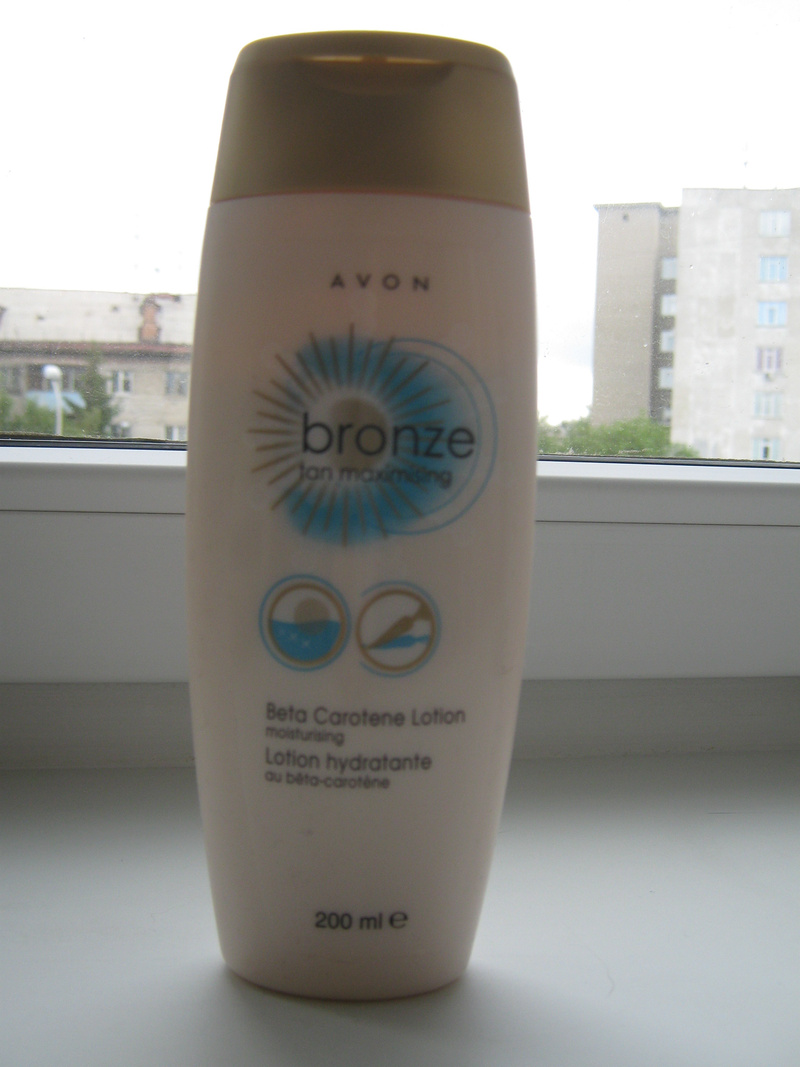 AVON
bronze
tan maximising
Beta Carotene Lotion
moisturising
Lotion hydratante
au bêta-carotène
200 ml ℮